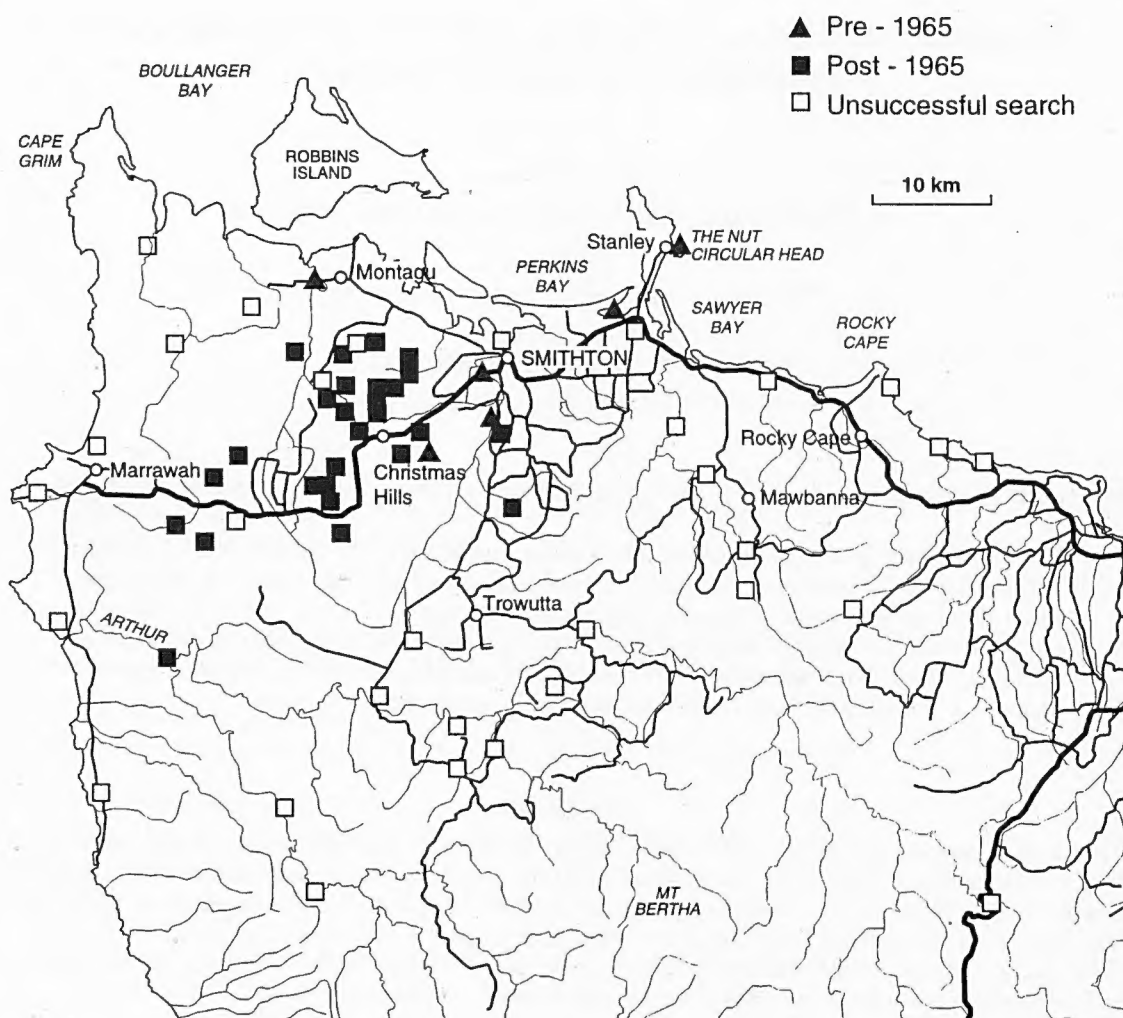 Pre - 1965
Post - 1965
Unsuccessful search
10 km
BOULLANGER
BAY
CAPE
GRIM
ROBBINS
ISLAND
Stanley
THE NUT
CIRCULAR HEAD
Montagu
PERKINS
BAY
SAWYER
BAY
ROCKY
CAPE
SMITHTON
Rocky Cape
Marrawah
Christmas
Hills
Mawbanna
Trowutta
ARTHUR
MT
BERTHA